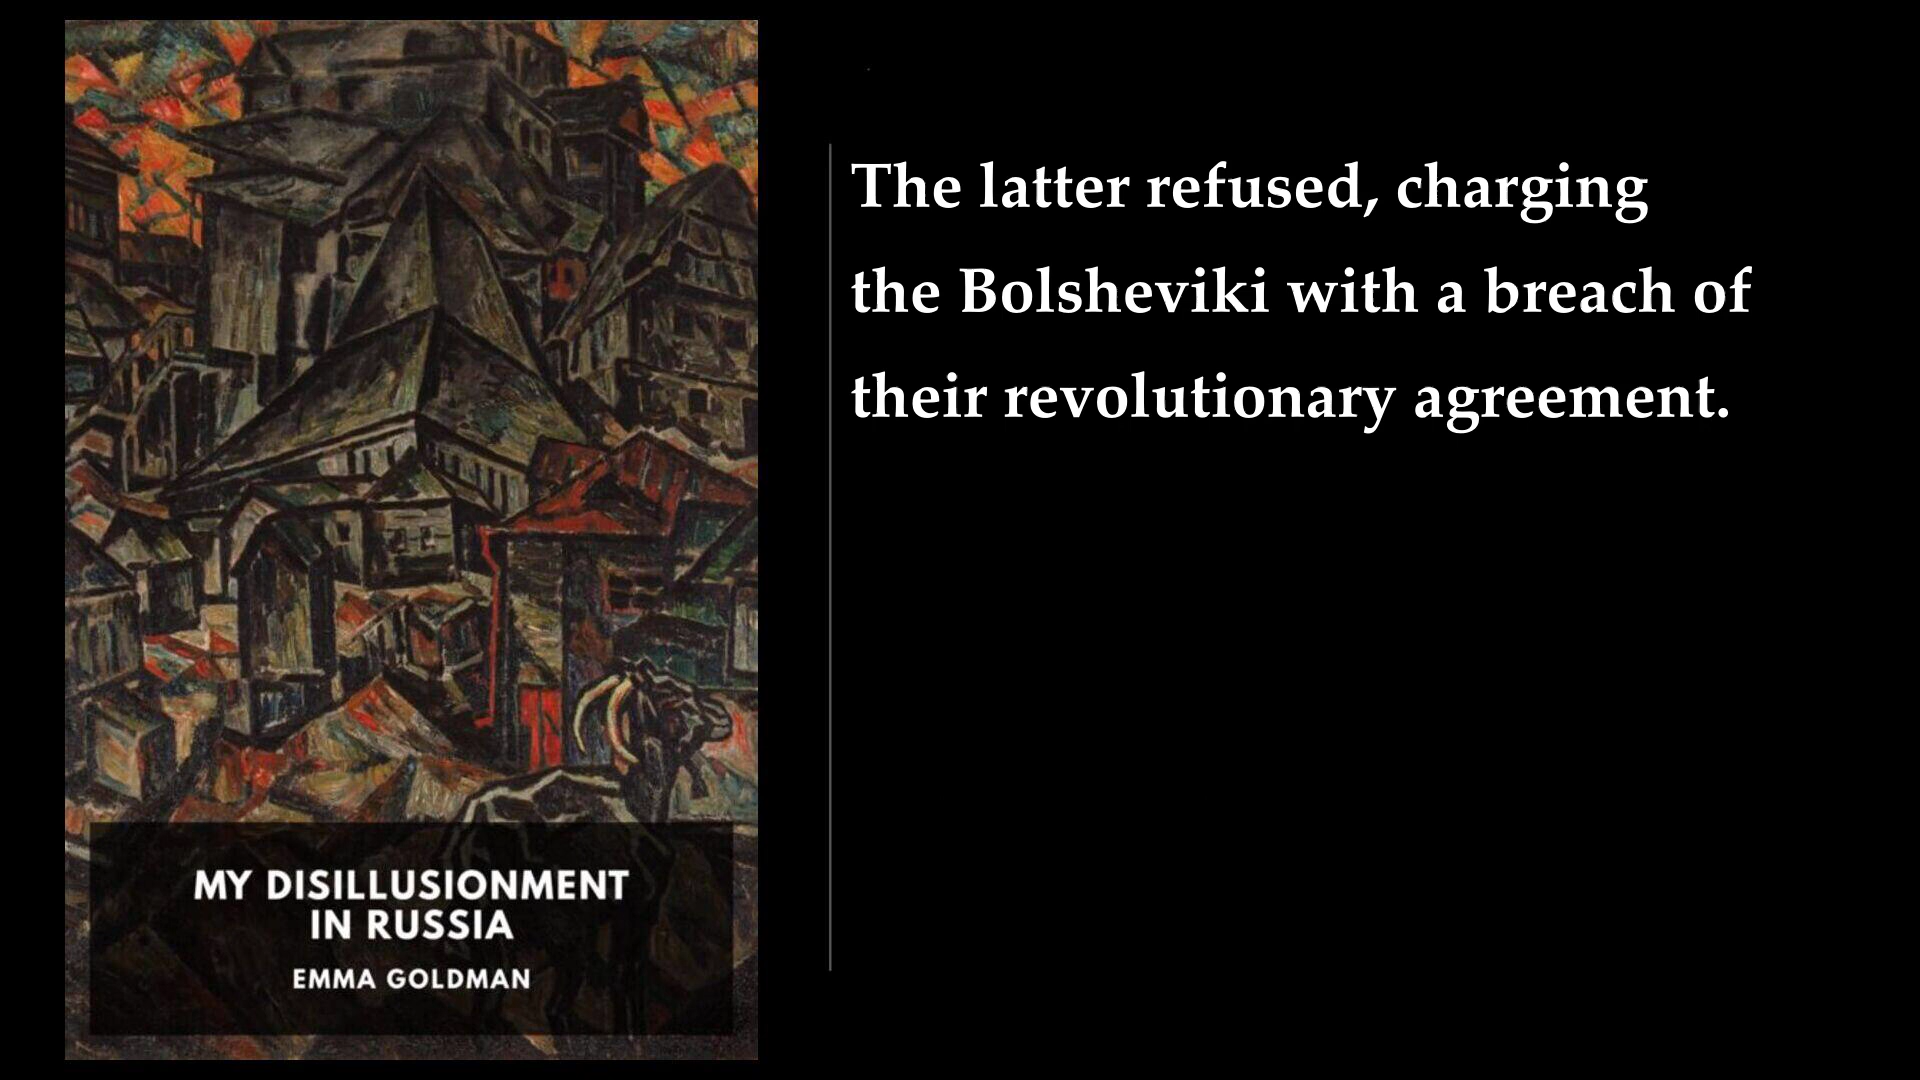 The latter refused, charging
the Bolsheviki with a breach of
their revolutionary agreement.
MY DISILLUSIONMENT
IN RUSSIA
EMMA GOLDMAN